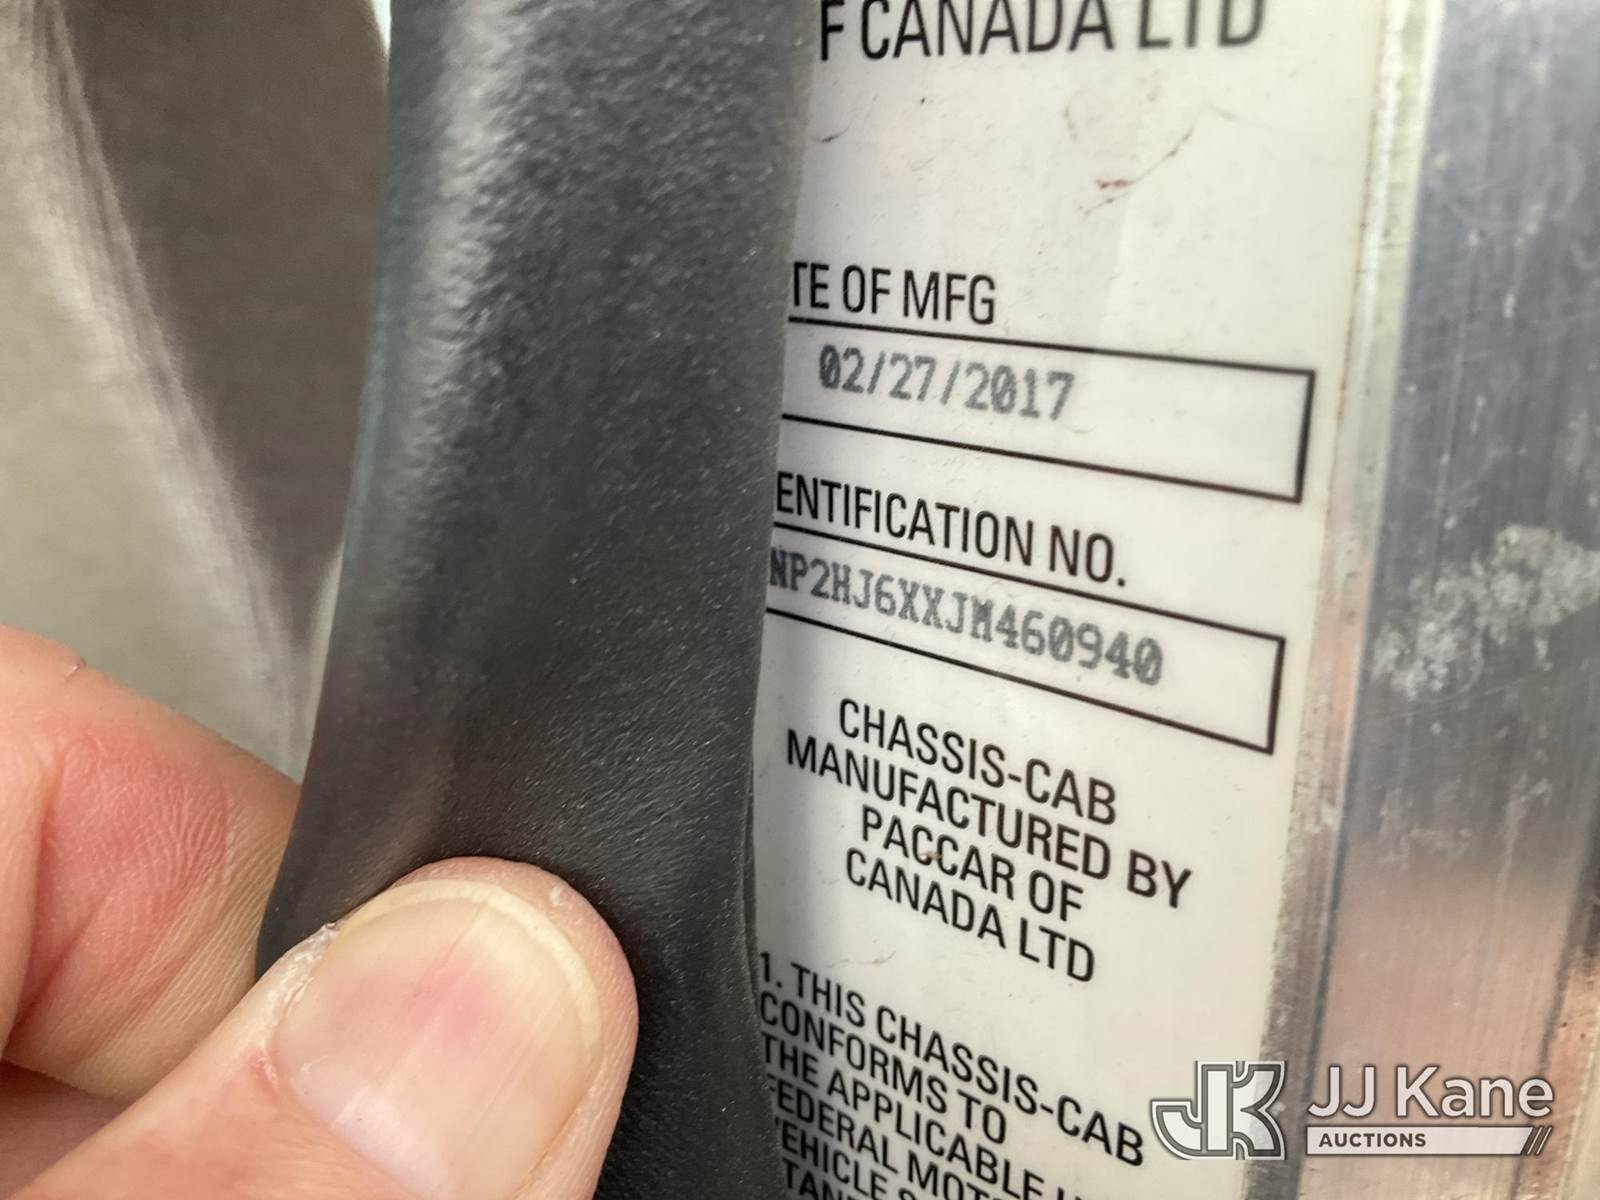 F CANADA LTD
TE OF MFG
02/27/2017
ENTIFICATION NO.
NP2HJ6XXJM460940
CHASSIS-CAB
MANUFACTURED BY
PACCAR OF
CANADA LTD
1. THIS CHASSIS-CAB
CONFORMS TO
THE APPLICABLE
FEDERAL MOTO
VEHICLE S
TAN
JJ Kane
AUCTIONS